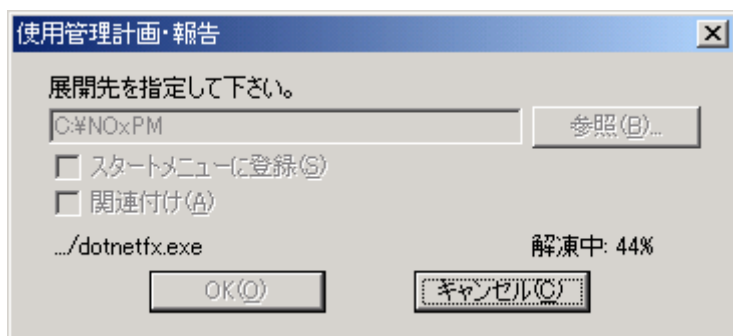 使用管理計画・報告
展開先を指定して下さい。
C:¥NOxPM
参照(B)...
スタートメニューに登録(S)
関連付け(A)
.../dotnetfx.exe
解凍中: 44%
OK(O)
キャンセル(C)